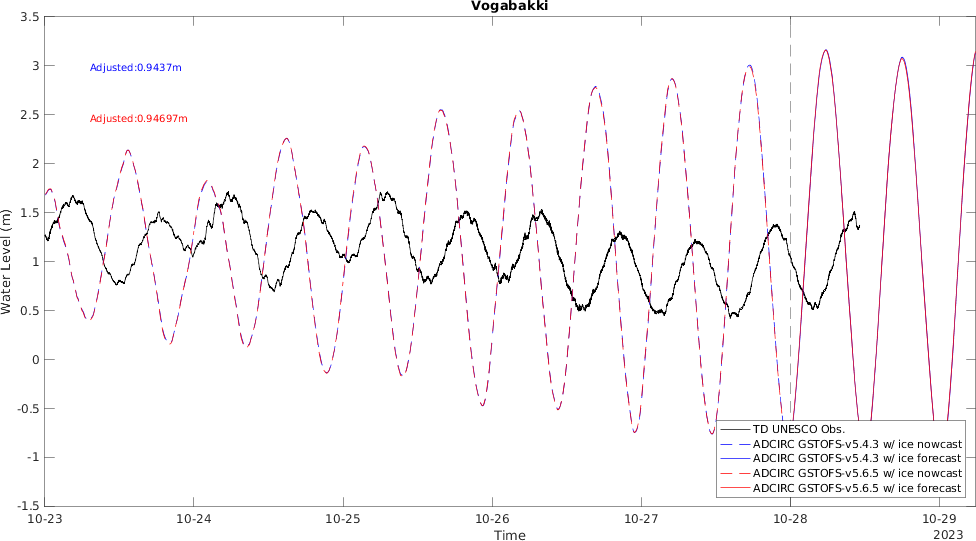 Vogabakki
3.5
3
2.5
2
1.5
1
0.5
0
-0.5
-1
-1.5
Water Level (m)
Adjusted:0.9437m
Adjusted:0.94697m
TD UNESCO Obs.
ADCIRC GSTOFS-v5.4.3 w/ ice nowcast
ADCIRC GSTOFS-v5.4.3 w/ ice forecast
ADCIRC GSTOFS-v5.6.5 w/ ice nowcast
ADCIRC GSTOFS-v5.6.5 w/ ice forecast
10-23 10-24 10-25 10-26 10-27 10-28 10-29
2023
Time